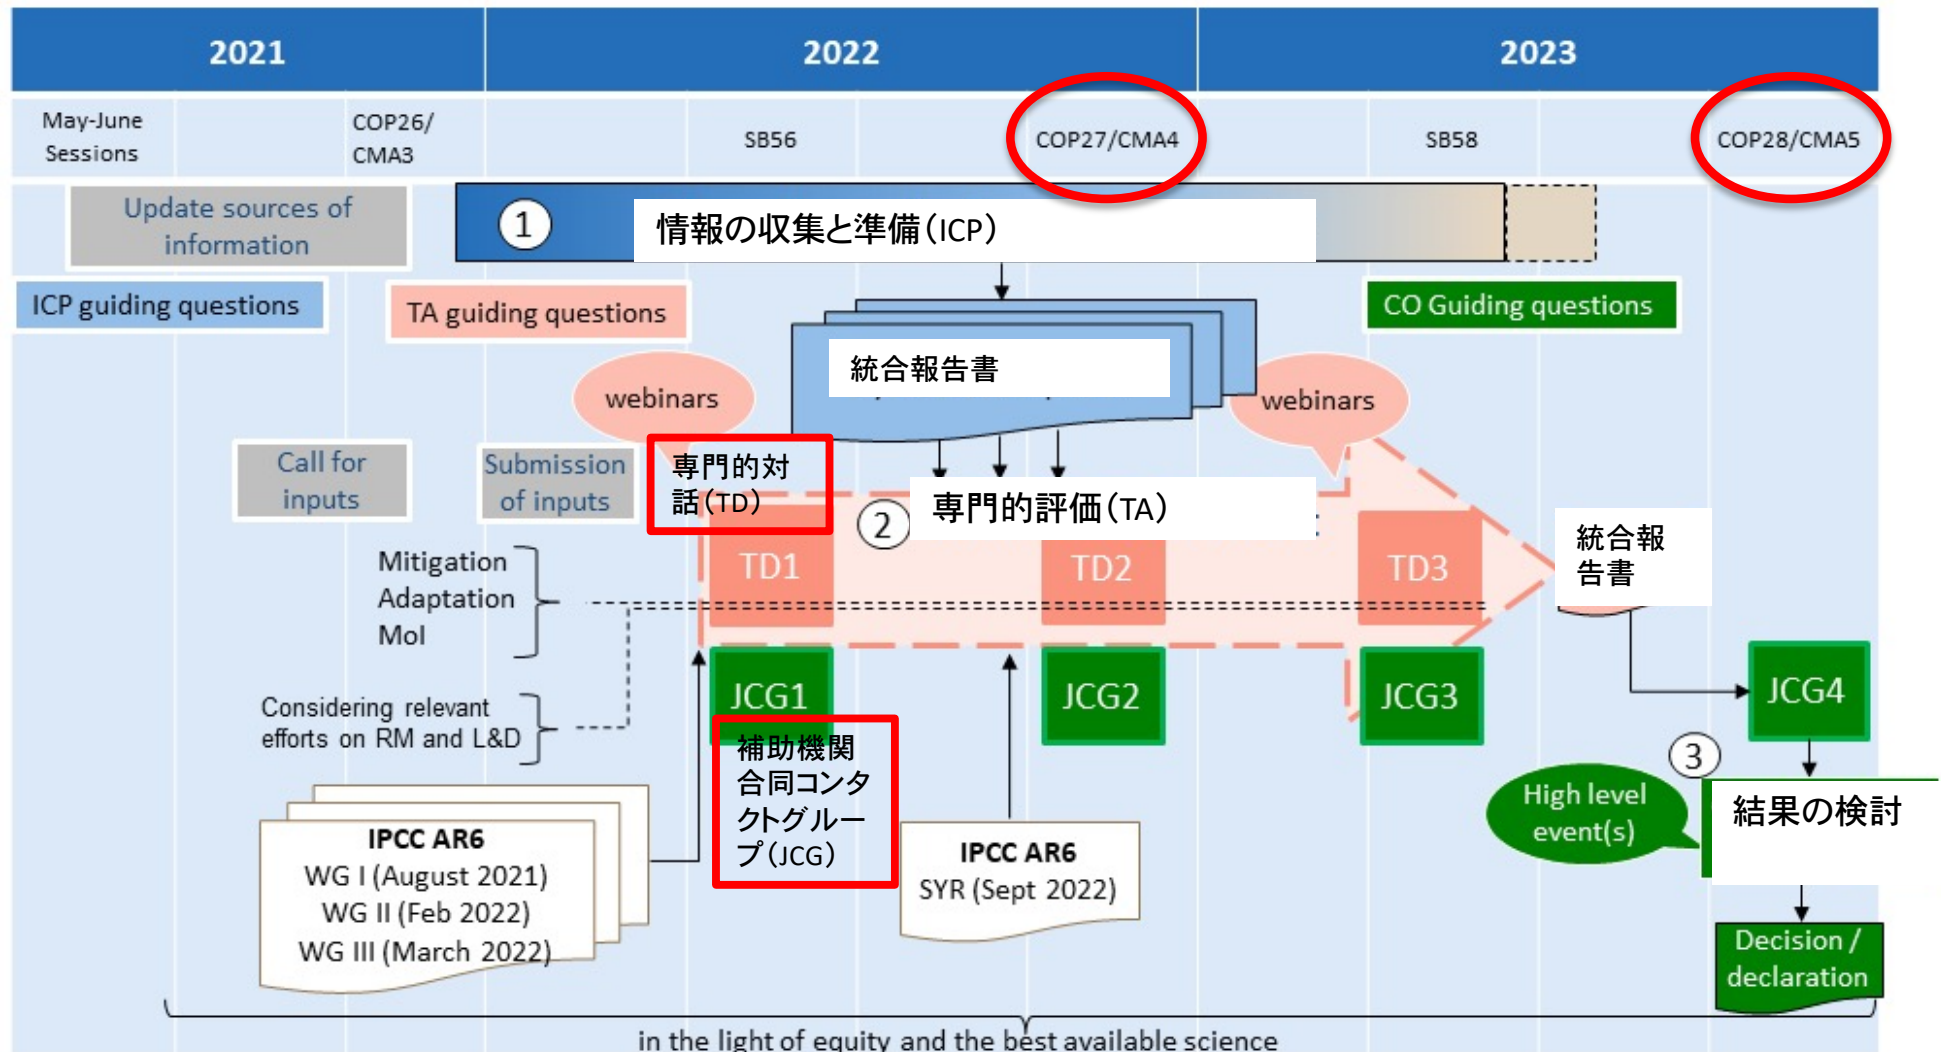 2021
2022
2023
May-June
Sessions
COP26/
CMA3
SB56
COP27/CMA4
SB58
COP28/CMA5
Update sources of
information
①
情報の収集と準備(ICP)
ICP guiding questions
TA guiding questions
CO Guiding questions
統合報告書
webinars
webinars
Call for
inputs
Submission
of inputs
専門的対
話(TD)
②
専門的評価(TA)
TD1
TD2
TD3
統合報
告書
Mitigation
Adaptation
MoI
JCG1
JCG2
JCG3
JCG4
Considering relevant
efforts on RM and L&D
補助機関
合同コンタ
クトグルー
プ(JCG)
③
High level
event(s)
結果の検討
IPCC AR6
WG I (August 2021)
WG II (Feb 2022)
WG III (March 2022)
IPCC AR6
SYR (Sept 2022)
Decision /
declaration
in the light of equity and the best available science